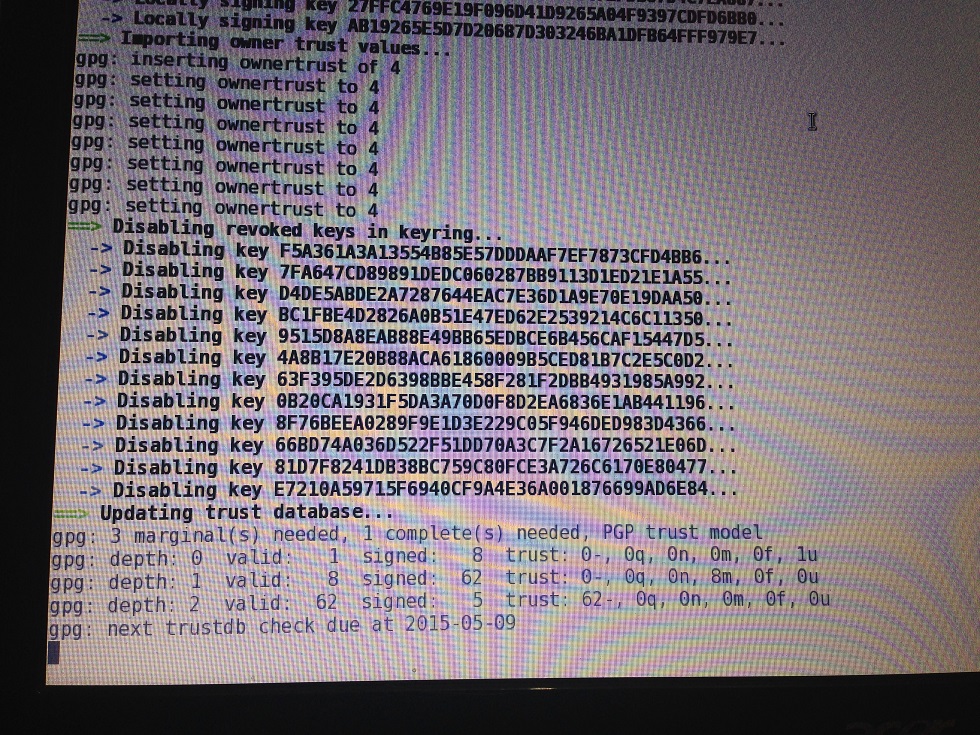 -> Locally signing key 27FFC4769E19F096D41D9265A04F9397CDFD6BB0...
-> Locally signing key AB19265E5D7D20687D303246BA1DFB64FFF979E7...
==> Importing owner trust values...
gpg: inserting ownertrust of 4
gpg: setting ownertrust to 4
gpg: setting ownertrust to 4
gpg: setting ownertrust to 4
gpg: setting ownertrust to 4
gpg: setting ownertrust to 4
gpg: setting ownertrust to 4
gpg: setting ownertrust to 4
==> Disabling revoked keys in keyring...
-> Disabling key F5A361A3A13554B85E57DDDAAF7EF7873CFD4BB6...
-> Disabling key 7FA647CD89891DEDC060287BB9113D1ED21E1A55...
-> Disabling key D4DE5ABDE2A7287644EAC7E36D1A9E70E19DAA50...
-> Disabling key BC1FBE4D2826A0B51E47ED62E2539214C6C11350...
-> Disabling key 9515D8A8EAB88E49BB65EDBCE6B456CAF15447D5...
-> Disabling key 4A8B17E20B88ACA61860009B5CED81B7C2E5C0D2...
-> Disabling key 63F395DE2D6398BBE458F281F2DBB4931985A992...
-> Disabling key 0B20CA1931F5DA3A70D0F8D2EA6836E1AB441196...
-> Disabling key 8F76BEEA0289F9E1D3E229C05F946DED983D4366...
-> Disabling key 66BD74A036D522F51DD70A3C7F2A16726521E06D...
-> Disabling key 81D7F8241DB38BC759C80FCE3A726C6170E80477...
-> Disabling key E7210A59715F6940CF9A4E36A001876699AD6E84...
==> Updating trust database...
gpg: 3 marginal(s) needed, 1 complete(s) needed, PGP trust model
gpg: depth: 0  valid:   1  signed:   8  trust: 0-, 0q, 0n, 0m, 0f, 1u
gpg: depth: 1  valid:   8  signed:  62  trust: 0-, 0q, 0n, 8m, 0f, 0u
gpg: depth: 2  valid:  62  signed:   5  trust: 62-, 0q, 0n, 0m, 0f, 0u
gpg: next trustdb check due at 2015-05-09